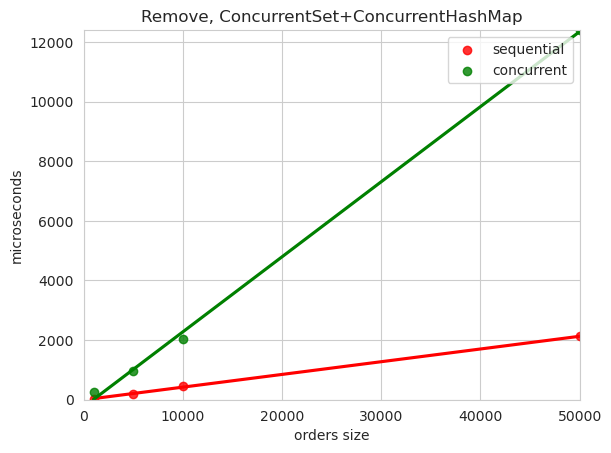 Remove, ConcurrentSet+ConcurrentHashMap
sequential
concurrent
12000
10000
8000
6000
4000
2000
0
microseconds
0 10000 20000 30000 40000 50000
orders size